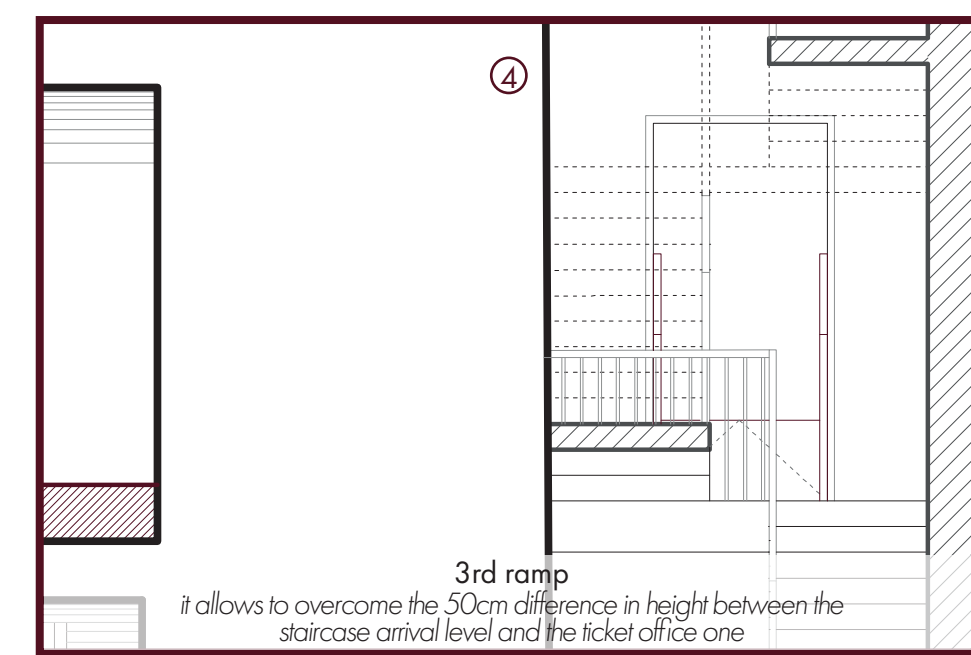 4
3rd ramp
it allows to overcome the 50cm difference in height between the
staircase arrival level and the ticket office one